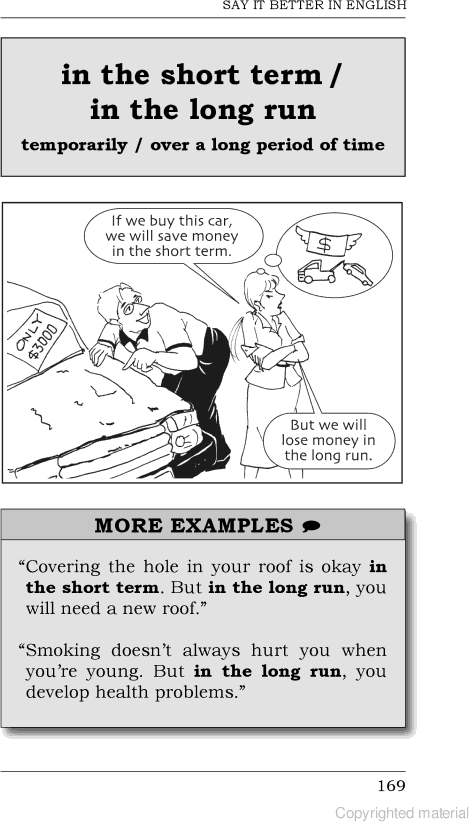 SAY IT BETTER IN ENGLISH
in the short term /
in the long run
temporarily / over a long period of time
If we buy this car,
we will save money
in the short term.
$
ONLY
$3000
But we will
lose money in
the long run.
MORE EXAMPLES
“Covering the hole in your roof is okay in
the short term. But in the long run, you
will need a new roof.”
“Smoking doesn’t always hurt you when
you’re young. But in the long run, you
develop health problems.”
169
Copyrighted material